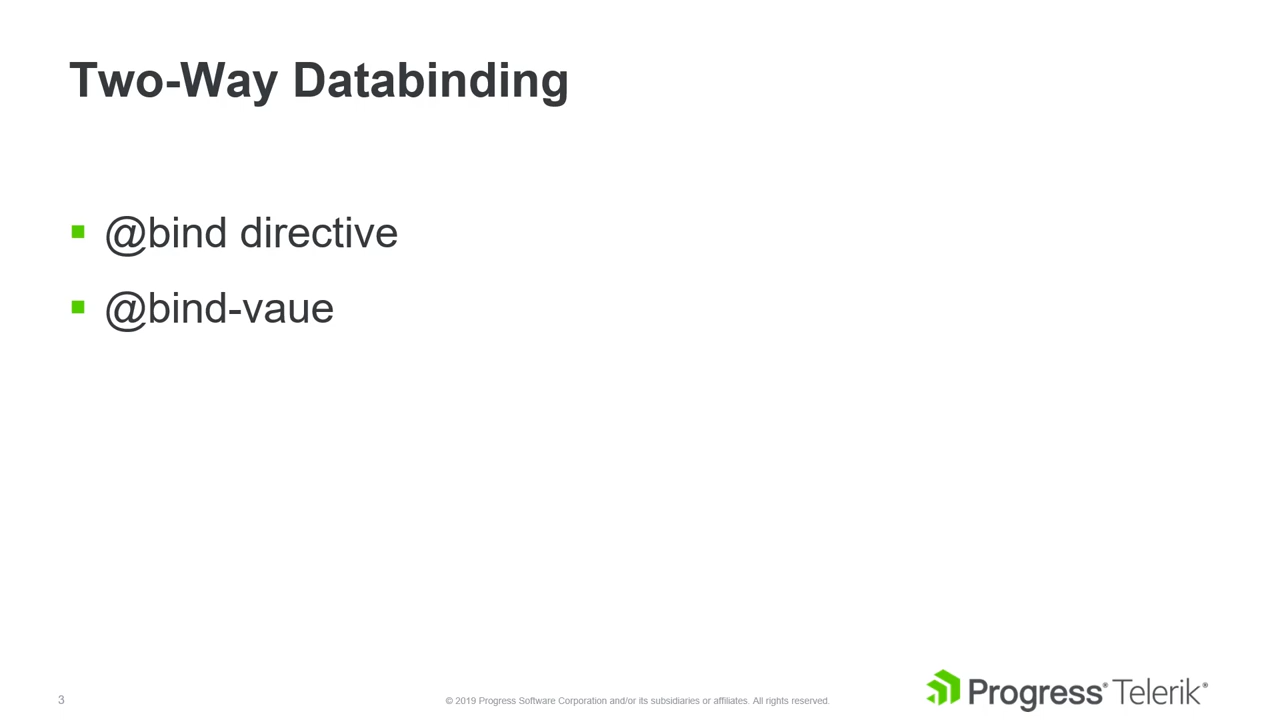 Two-Way Databinding
@bind directive
@bind-vaue
3
© 2019 Progress Software Corporation and/or its subsidiaries or affiliates. All rights reserved.
Progress® Telerik®